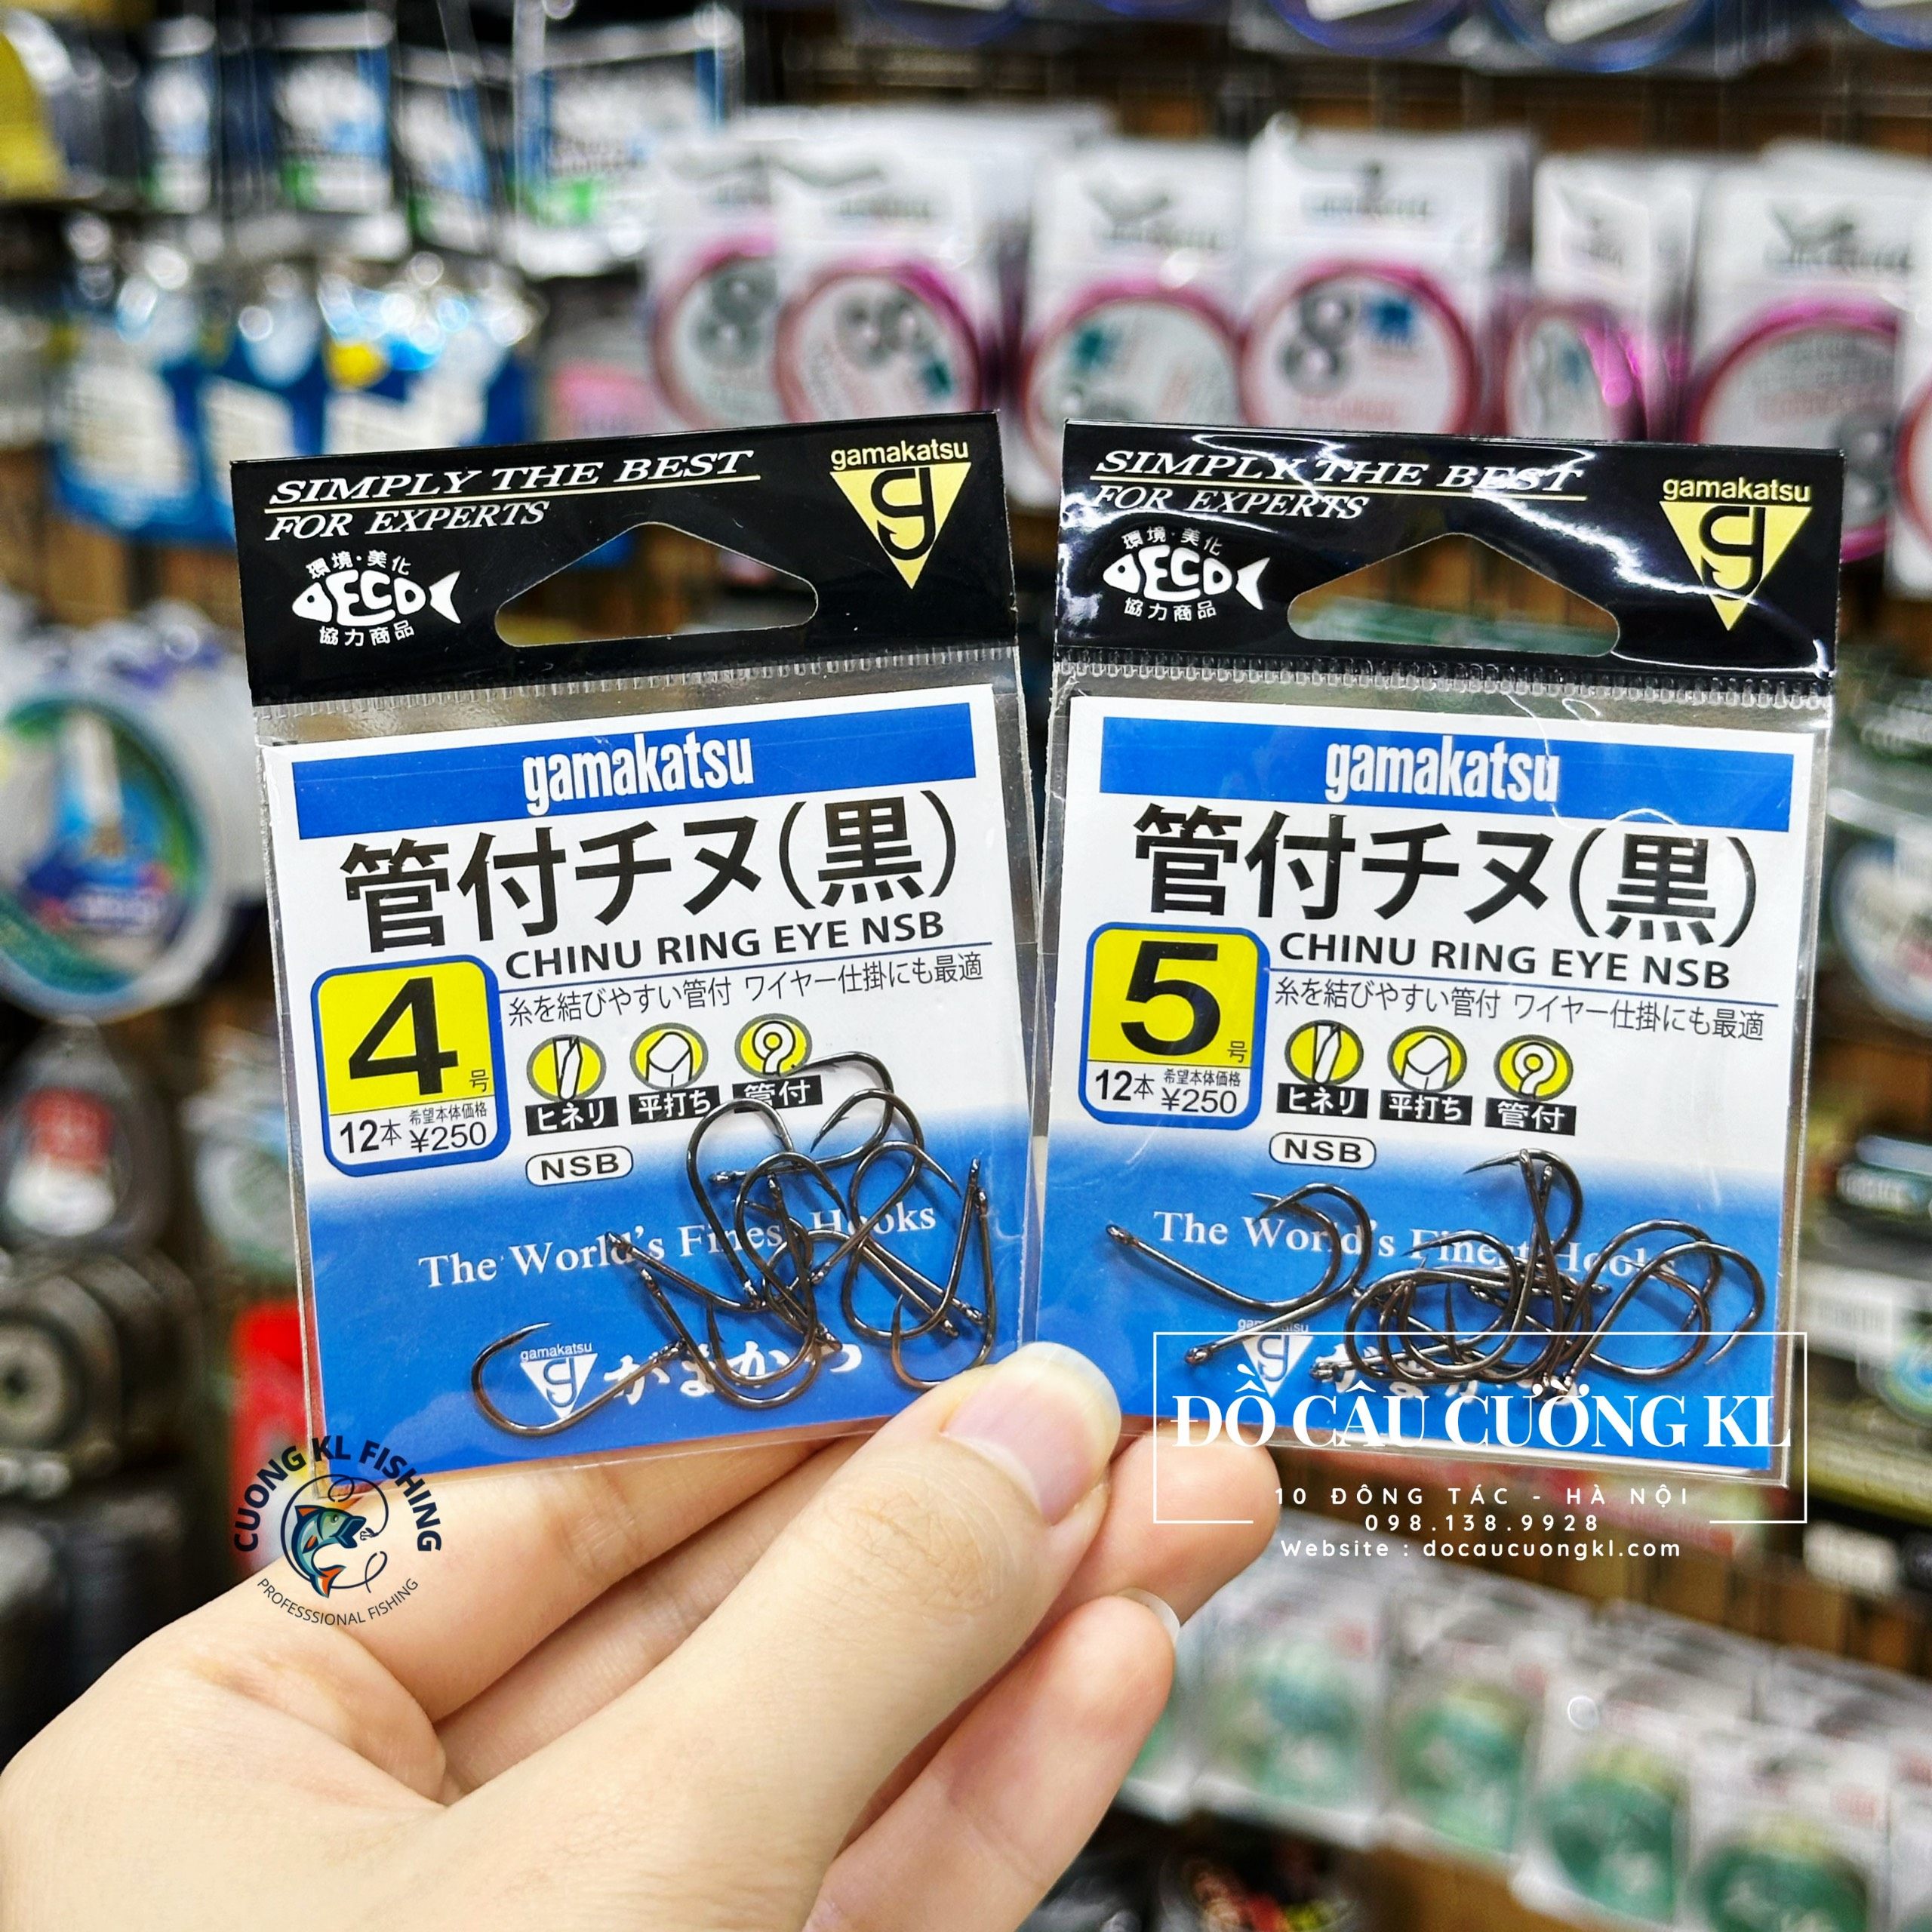 SIMPLY THE BEST
FOR EXPERTS
gamakatsu
環境・美化
ECO
協力商品
gamakatsu
管付チヌ(黒)
CHINU RING EYE NSB
糸を結びやすい管付 ワイヤー仕掛にも最適
4号
12本 希望本体価格 ¥250
ヒネリ 平打ち 管付
NSB
The World's Finest Hooks
gamakatsu
がまかつ
SIMPLY THE BEST
FOR EXPERTS
gamakatsu
環境・美化
ECO
協力商品
gamakatsu
管付チヌ(黒)
CHINU RING EYE NSB
糸を結びやすい管付 ワイヤー仕掛にも最適
5号
12本 希望本体価格 ¥250
ヒネリ 平打ち 管付
NSB
The World's Finest Hooks
gamakatsu
CUONG KL FISHING
PROFESSSIONAL FISHING
ĐỒ CÂU CƯỜNG KL
10 ĐÔNG TÁC - HÀ NỘI
098.138.9928
Website : docaucuongkl.com